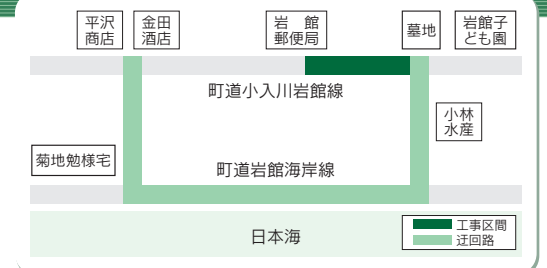 平沢
商店
金田
酒店
岩館
郵便局
墓地
岩館子
ども園
町道小入川岩館線
小林
水産
菊地勉様宅
町道岩館海岸線
日本海
工事区間
迂回路